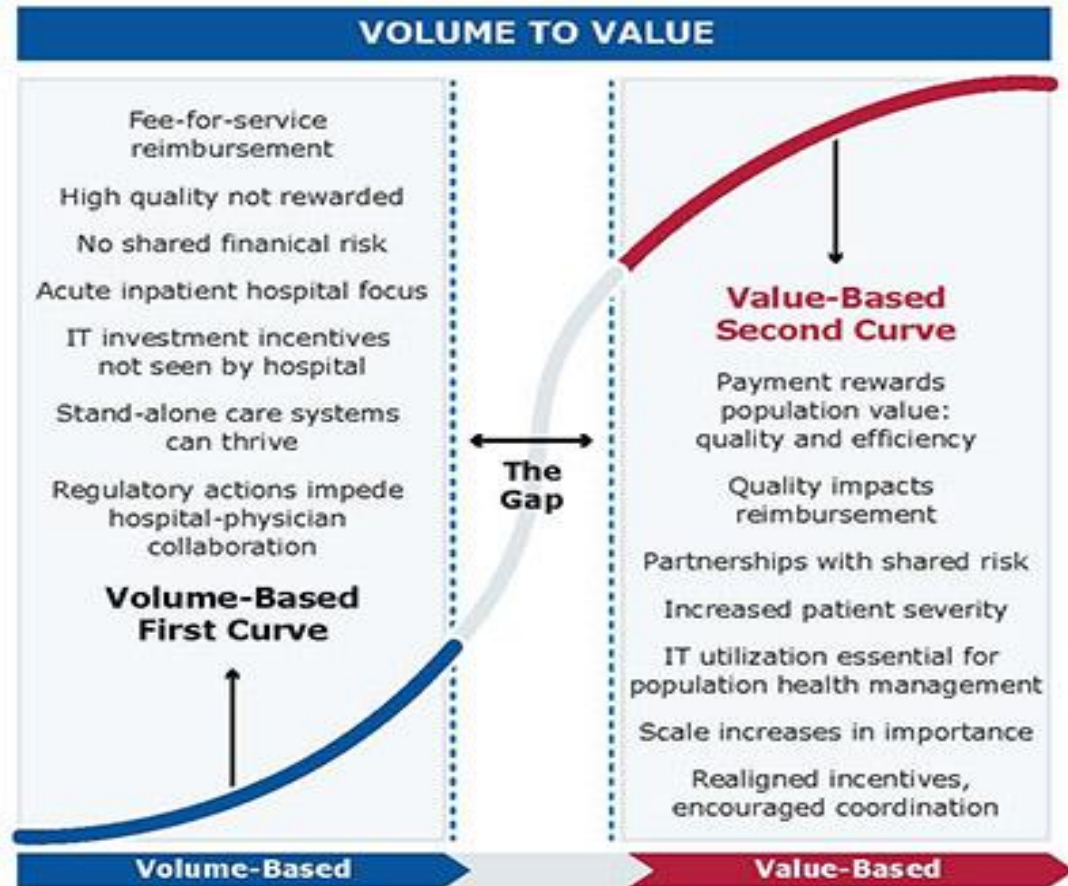 VOLUME TO VALUE
Fee-for-service
reimbursement
High quality not rewarded
No shared finanical risk
Acute inpatient hospital focus
IT investment incentives
not seen by hospital
Stand-alone care systems
can thrive
Regulatory actions impede
hospital-physician
collaboration
Volume-Based
First Curve
The
Gap
Value-Based
Second Curve
Payment rewards
population value:
quality and efficiency
Quality impacts
reimbursement
Partnerships with shared risk
Increased patient severity
IT utilization essential for
population health management
Scale increases in importance
Realigned incentives,
encouraged coordination
Volume-Based
Value-Based